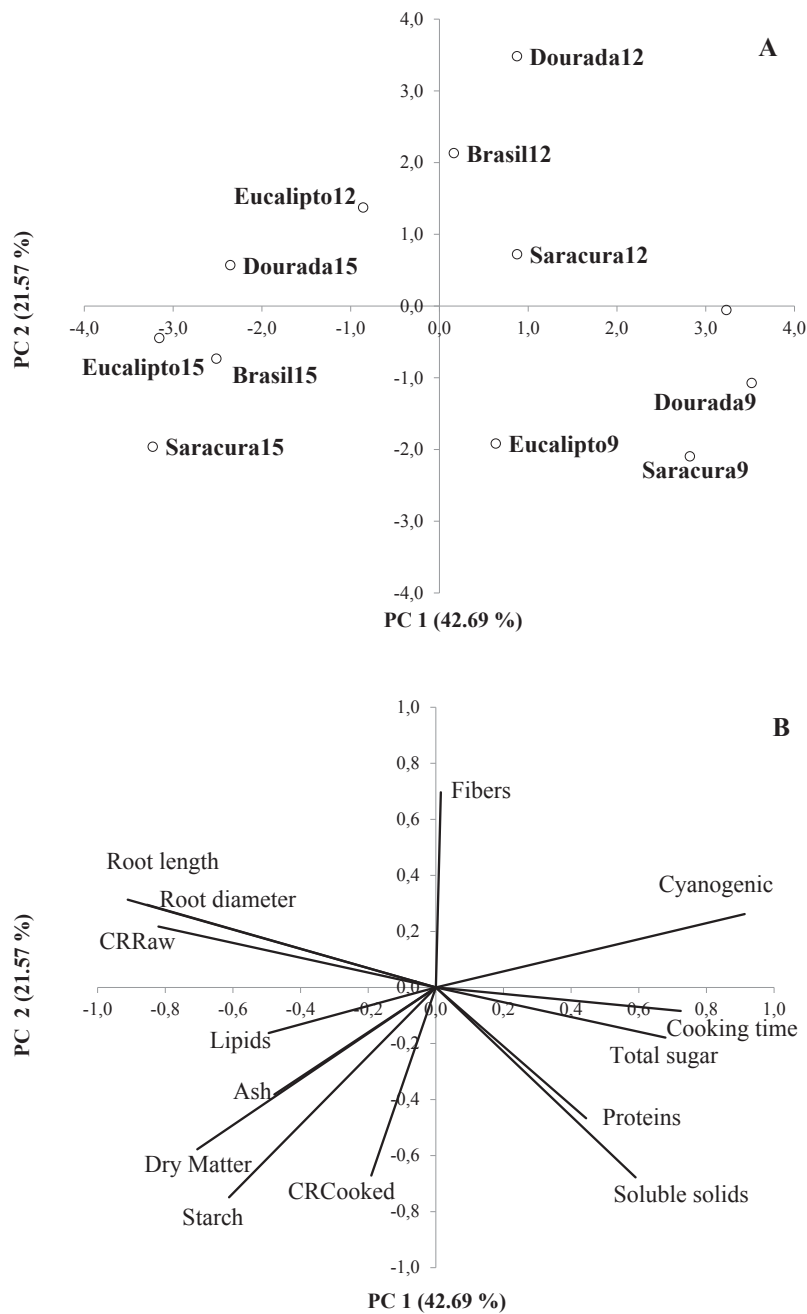 4,0
A
Dourada12
3,0
Brasil12
2,0
Eucalipto12
1,0
Dourada15
Saracura12
0,0
-4,0 -3,0 -2,0 -1,0 0,0 1,0 2,0 3,0 4,0
Eucalipto15
Brasil15
-1,0
Dourada9
Saracura15
Eucalipto9
-2,0
Saracura9
-3,0
-4,0
PC 1 (42.69 %)
PC 2 (21.57 %)
1,0
B
0,8
Fibers
0,6
Root length
0,4
Root diameter
Cyanogenic
CRRaw
0,2
0,0
-1,0 -0,8 -0,6 -0,4 -0,2 0,0 0,2 0,4 0,6 0,8 1,0
Cooking time
Lipids
-0,2
Total sugar
Ash
-0,4
Proteins
Dry Matter
-0,6
CRCooked
Soluble solids
Starch
-0,8
-1,0
PC 1 (42.69 %)
PC 2 (21.57 %)